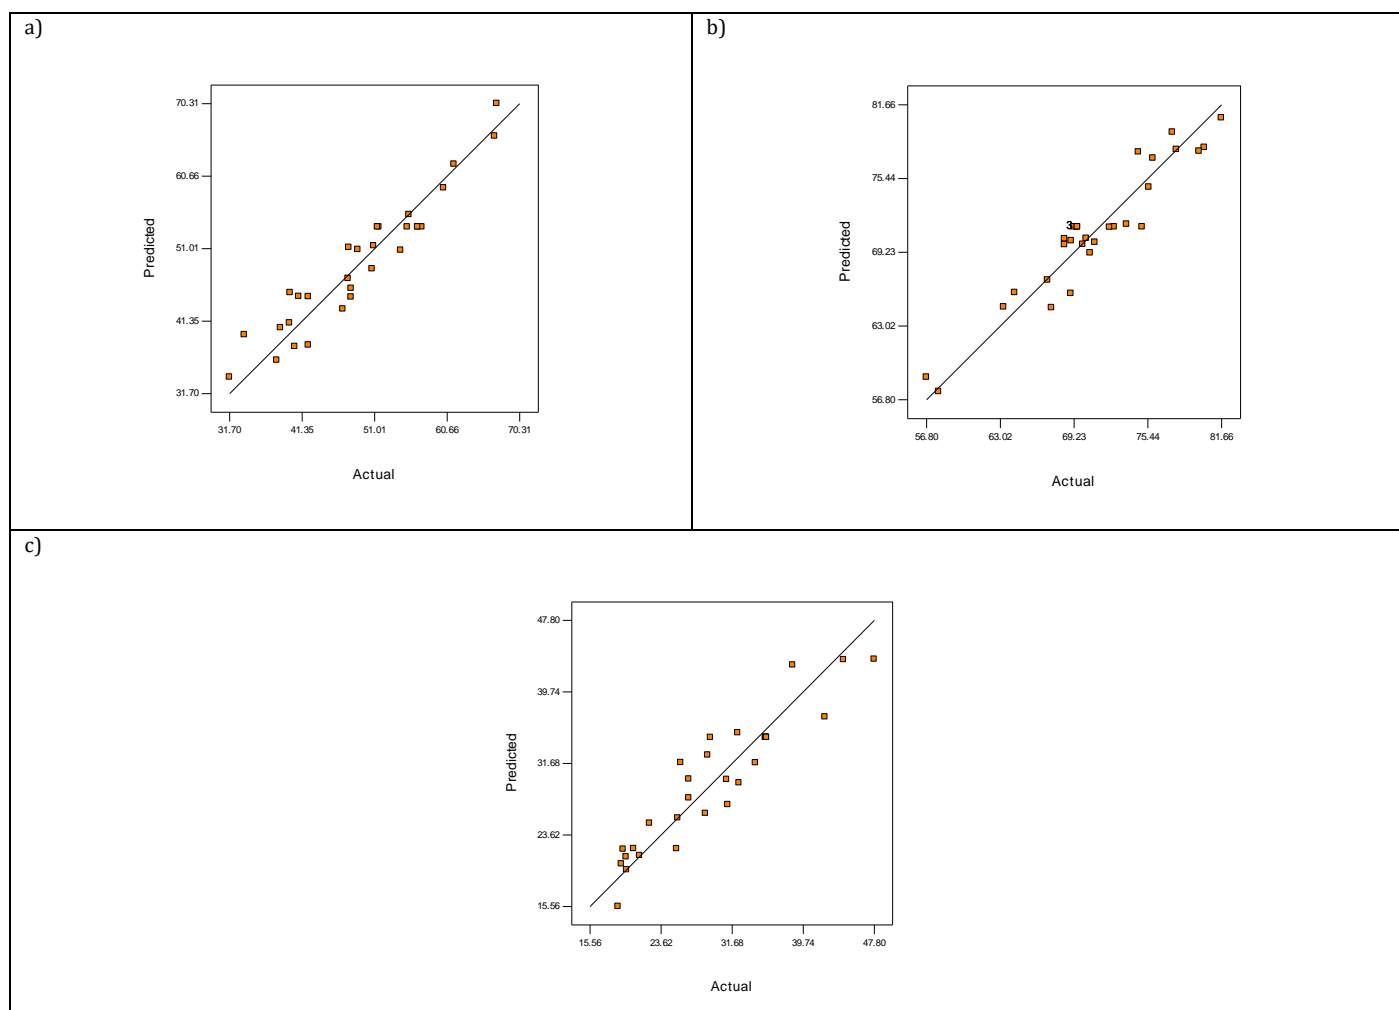 a)
70.31
60.66
51.01
41.35
31.70
Predicted
31.70 41.35 51.01 60.66 70.31
Actual
b)
81.66
75.44
69.23
63.02
56.80
Predicted
3
56.80 63.02 69.23 75.44 81.66
Actual
c)
47.80
39.74
31.68
23.62
15.56
Predicted
15.56 23.62 31.68 39.74 47.80
Actual